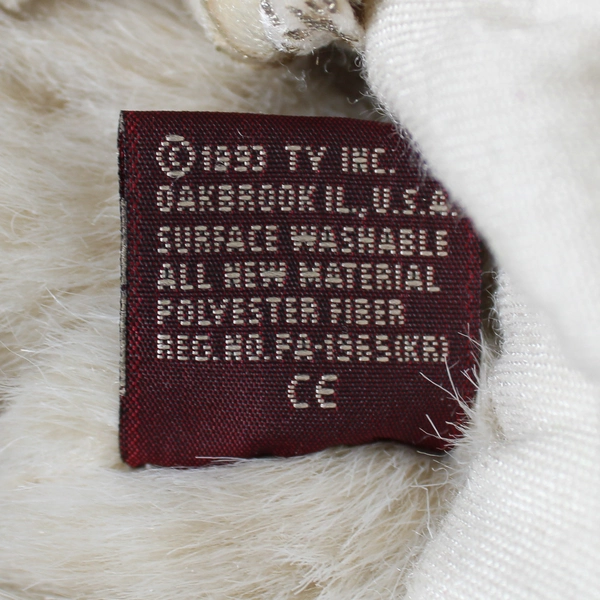 © 1993 TY INC.
OAKBROOK IL., U.S.A.
SURFACE WASHABLE
ALL NEW MATERIAL
POLYESTER FIBER
REG. NO. PA-1965(KR)
CE